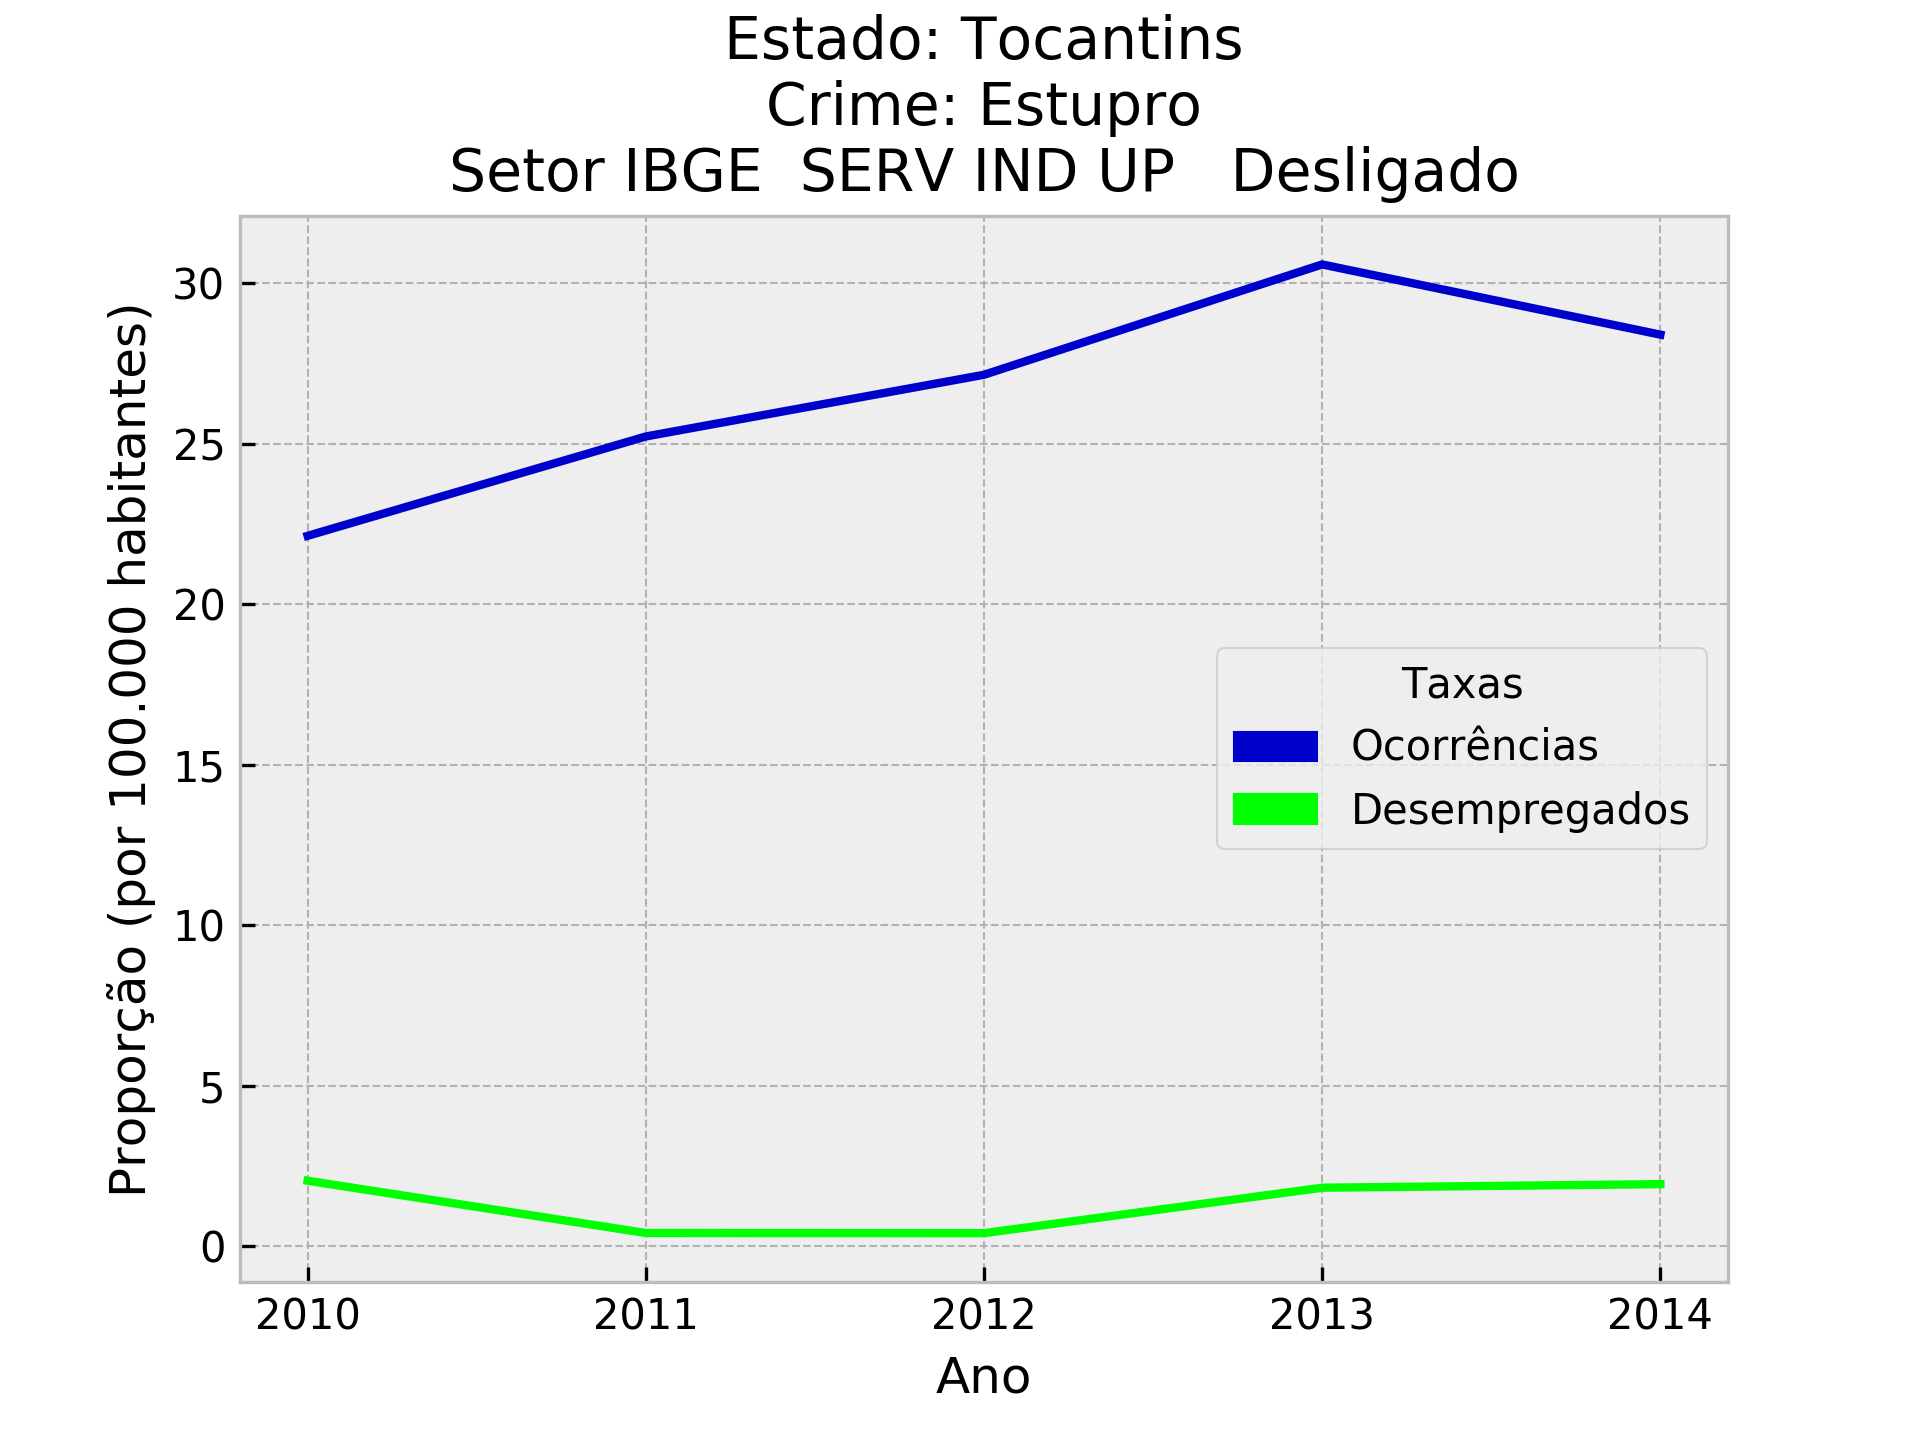 Estado: Tocantins
Crime: Estupro
Setor IBGE  SERV IND UP   Desligado
Proporção (por 100.000 habitantes)
30
25
20
15
10
5
0
Taxas
Ocorrências
Desempregados
2010 2011 2012 2013 2014
Ano